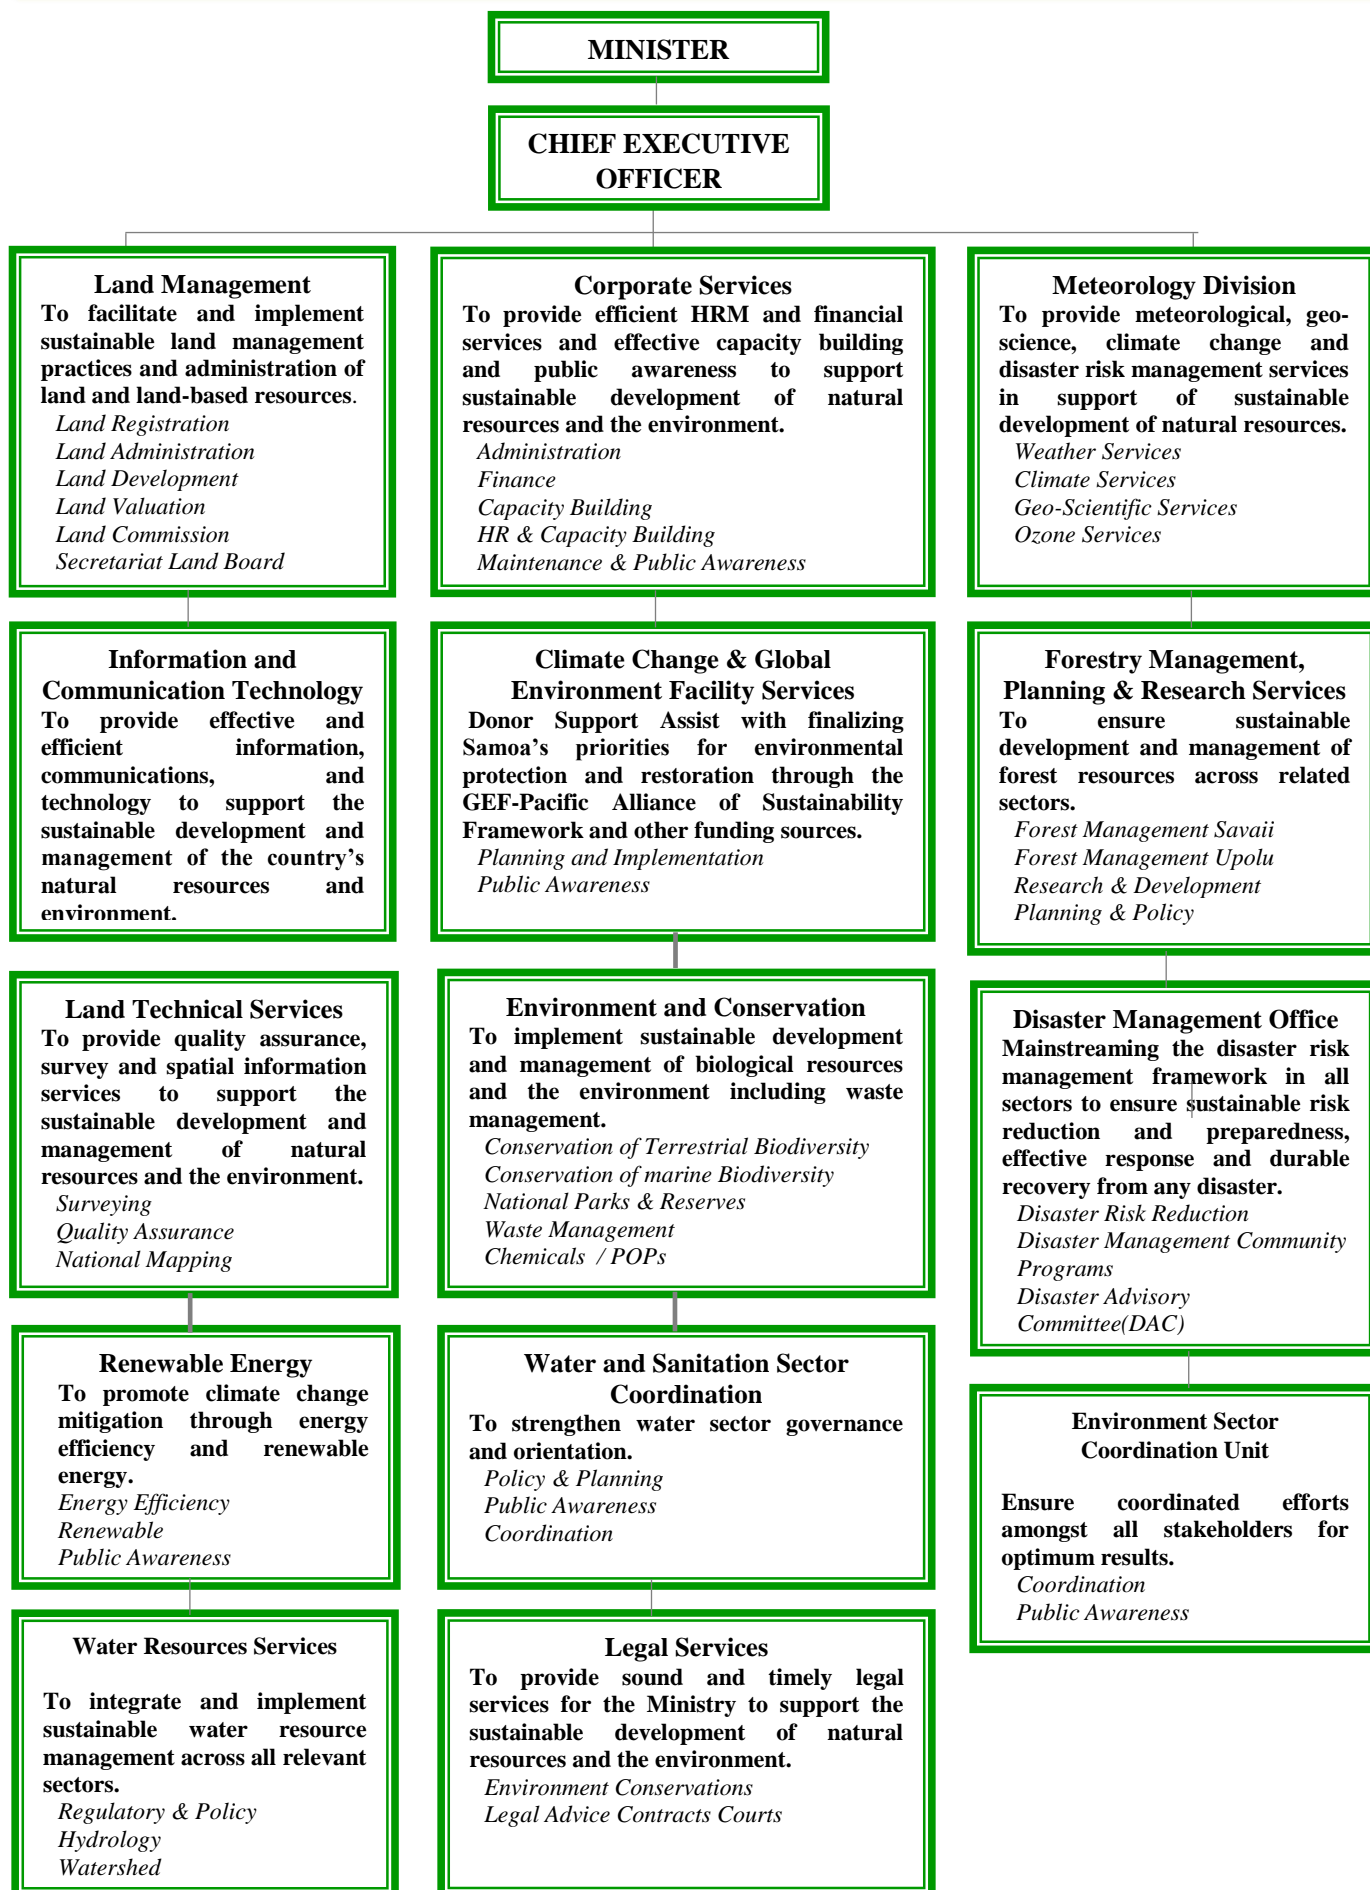 MINISTER
CHIEF EXECUTIVE
OFFICER
Land Management
To facilitate and implement
sustainable land management
practices and administration of
land and land-based resources.
Land Registration
Land Administration
Land Development
Land Valuation
Land Commission
Secretariat Land Board
Corporate Services
To provide efficient HRM and financial
services and effective capacity building
and public awareness to support
sustainable development of natural
resources and the environment.
Administration
Finance
Capacity Building
HR & Capacity Building
Maintenance & Public Awareness
Meteorology Division
To provide meteorological, geo-
science, climate change and
disaster risk management services
in support of sustainable
development of natural resources.
Weather Services
Climate Services
Geo-Scientific Services
Ozone Services
Information and
Communication Technology
To provide effective and
efficient information,
communications, and
technology to support the
sustainable development and
management of the country's
natural resources and
environment.
Climate Change & Global
Environment Facility Services
Donor Support Assist with finalizing
Samoa's priorities for environmental
protection and restoration through the
GEF-Pacific Alliance of Sustainability
Framework and other funding sources.
Planning and Implementation
Public Awareness
Forestry Management,
Planning & Research Services
To ensure sustainable
development and management of
forest resources across related
sectors.
Forest Management Savaii
Forest Management Upolu
Research & Development
Planning & Policy
Land Technical Services
To provide quality assurance,
survey and spatial information
services to support the
sustainable development and
management of natural
resources and the environment.
Surveying
Quality Assurance
National Mapping
Environment and Conservation
To implement sustainable development
and management of biological resources
and the environment including waste
management.
Conservation of Terrestrial Biodiversity
Conservation of marine Biodiversity
National Parks & Reserves
Waste Management
Chemicals / POPs
Disaster Management Office
Mainstreaming the disaster risk
management framework in all
sectors to ensure sustainable risk
reduction and preparedness,
effective response and durable
recovery from any disaster.
Disaster Risk Reduction
Disaster Management Community
Programs
Disaster Advisory
Committee(DAC)
Renewable Energy
To promote climate change
mitigation through energy
efficiency and renewable
energy.
Energy Efficiency
Renewable
Public Awareness
Water and Sanitation Sector
Coordination
To strengthen water sector governance
and orientation.
Policy & Planning
Public Awareness
Coordination
Environment Sector
Coordination Unit
Ensure coordinated efforts
amongst all stakeholders for
optimum results.
Coordination
Public Awareness
Water Resources Services
To integrate and implement
sustainable water resource
management across all relevant
sectors.
Regulatory & Policy
Hydrology
Watershed
Legal Services
To provide sound and timely legal
services for the Ministry to support the
sustainable development of natural
resources and the environment.
Environment Conservations
Legal Advice Contracts Courts